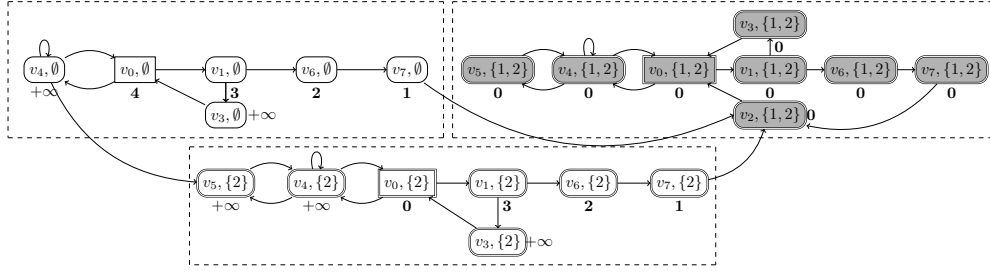 v3, {1, 2}
0
v4, ∅
v0, ∅
v1, ∅
v6, ∅
v7, ∅
v5, {1, 2}
v4, {1, 2}
v0, {1, 2}
v1, {1, 2}
v6, {1, 2}
v7, {1, 2}
+∞
4
3
2
1
0
0
0
0
0
0
v3, ∅
+∞
v2, {1, 2}
0
v5, {2}
v4, {2}
v0, {2}
v1, {2}
v6, {2}
v7, {2}
+∞
+∞
0
3
2
1
v3, {2}
+∞